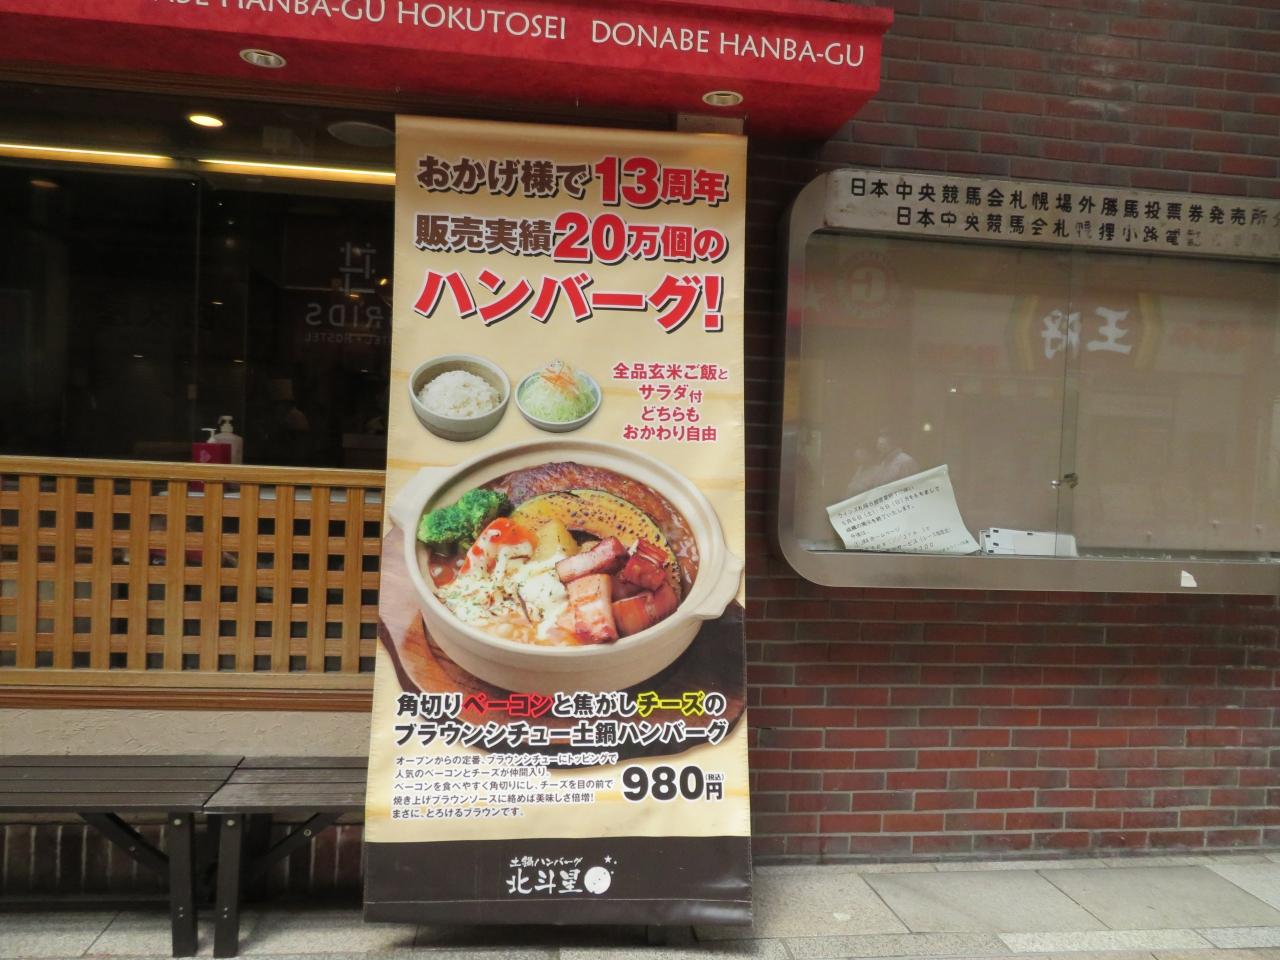 HANBA-GU HOKUTOSEI DONABE HANBA-GU
おかげ様で13周年
販売実績20万個の
ハンバーグ!
全品玄米ご飯と
サラダ付
どちらも
おかわり自由
角切りベーコンと焦がしチーズの
ブラウンシチュー土鍋ハンバーグ
オープンからの定番、ブラウンシチューにトッピングで
人気のベーコンとチーズが仲間入り。
ベーコンを食べやすく角切りにし、チーズを目の前で
焼き上げブラウンソースに絡めば美味しさ倍増!
まさに、とろけるブラウンです。
980円(税込)
土鍋ハンバーグ
北斗星
日本中央競馬会札幌場外勝馬投票券発売所
日本中央競馬会札幌狸小路電
王将